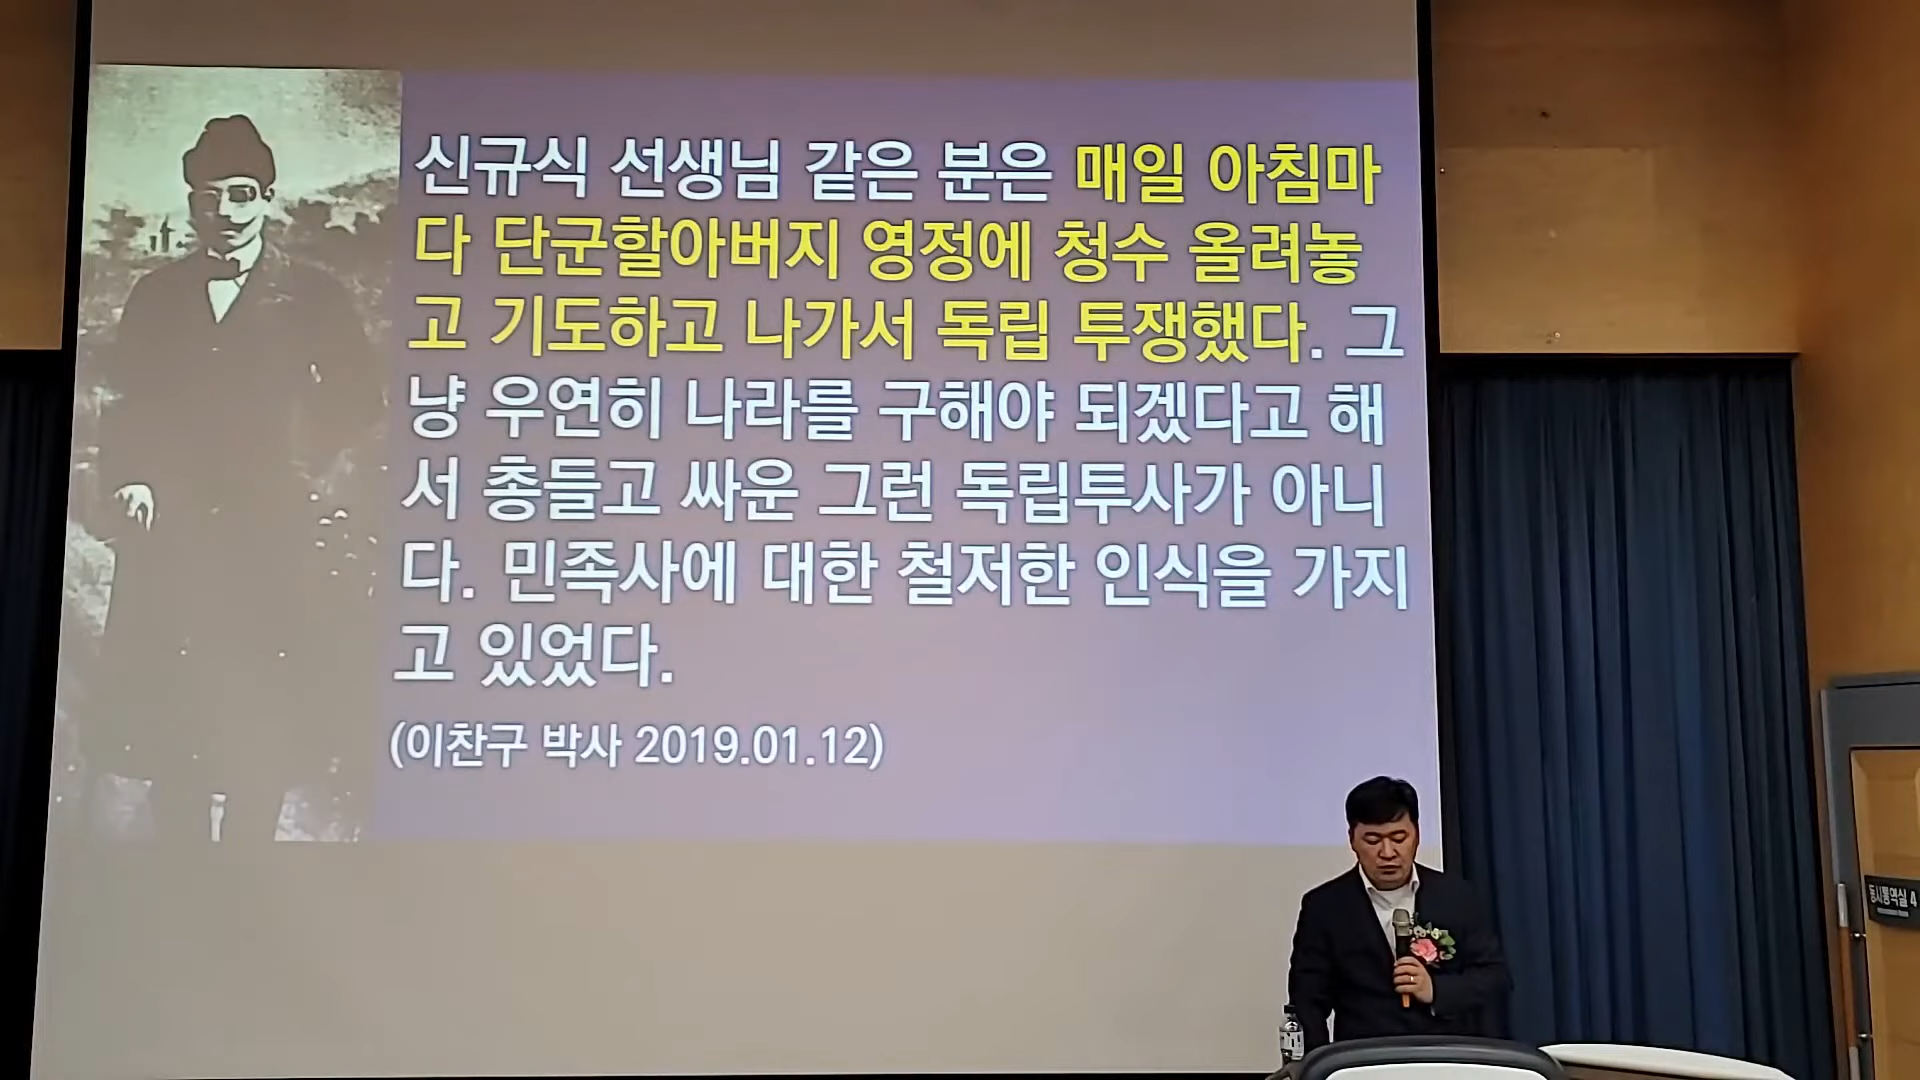 신규식 선생님 같은 분은 매일 아침마
다 단군할아버지 영정에 청수 올려놓
고 기도하고 나가서 독립 투쟁했다. 그
냥 우연히 나라를 구해야 되겠다고 해
서 총들고 싸운 그런 독립투사가 아니
다. 민족사에 대한 철저한 인식을 가지
고 있었다.
(이찬구 박사 2019.01.12)
동시통역실 4